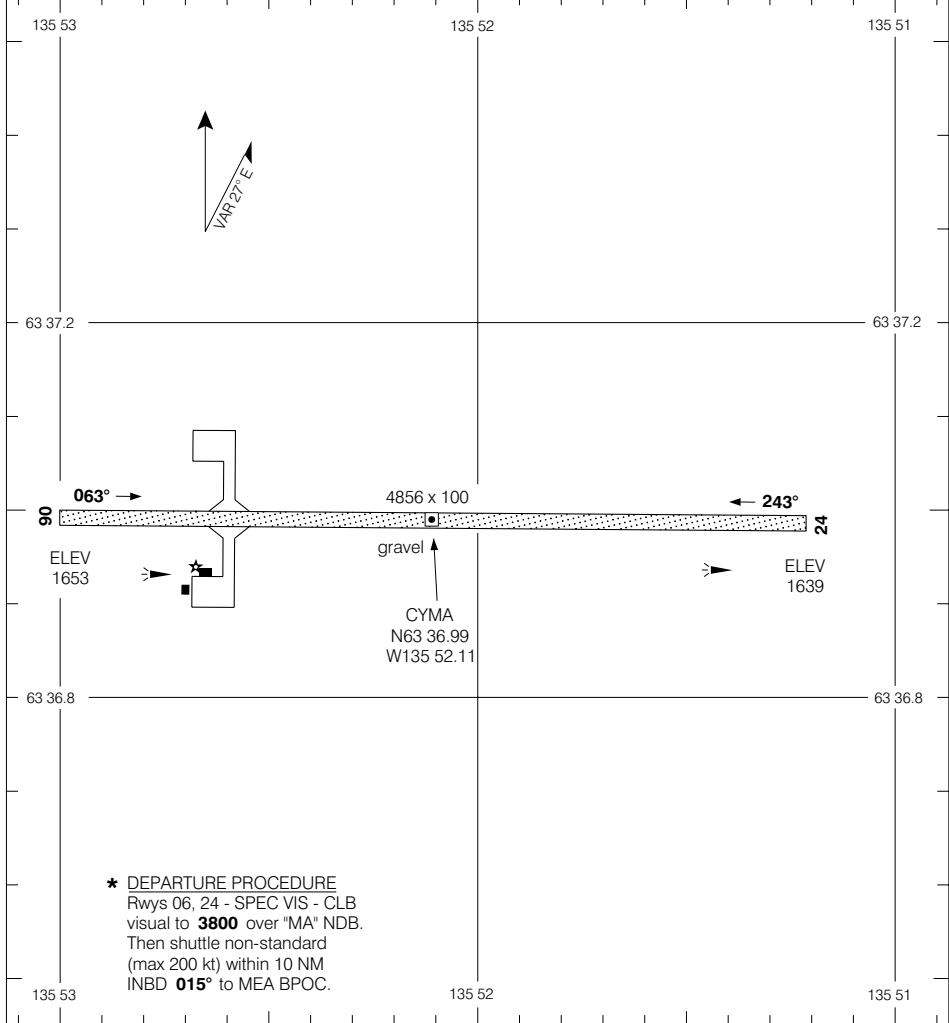 135 53
135 52
135 51
VAR 27° E
63 37.2
63 37.2
063°
4856 x 100
243°
06
24
gravel
ELEV
1653
ELEV
1639
CYMA
N63 36.99
W135 52.11
63 36.8
63 36.8
* DEPARTURE PROCEDURE
Rwys 06, 24 - SPEC VIS - CLB
visual to 3800 over "MA" NDB.
Then shuttle non-standard
(max 200 kt) within 10 NM
INBD 015° to MEA BPOC.
135 53
135 52
135 51